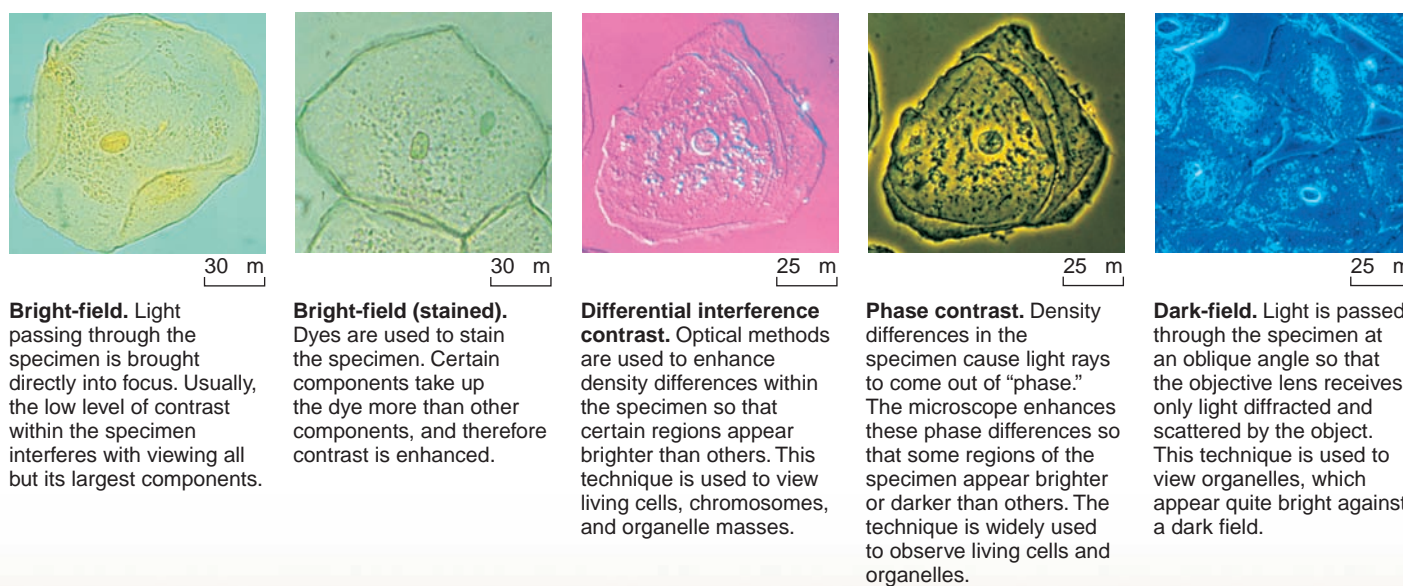 30 m
30 m
25 m
25 m
25 m
Bright-field. Light
passing through the
specimen is brought
directly into focus. Usually,
the low level of contrast
within the specimen
interferes with viewing all
but its largest components.
Bright-field (stained).
Dyes are used to stain
the specimen. Certain
components take up
the dye more than other
components, and therefore
contrast is enhanced.
Differential interference
contrast. Optical methods
are used to enhance
density differences within
the specimen so that
certain regions appear
brighter than others. This
technique is used to view
living cells, chromosomes,
and organelle masses.
Phase contrast. Density
differences in the
specimen cause light rays
to come out of “phase.”
The microscope enhances
these phase differences so
that some regions of the
specimen appear brighter
or darker than others. The
technique is widely used
to observe living cells and
organelles.
Dark-field. Light is passed
through the specimen at
an oblique angle so that
the objective lens receives
only light diffracted and
scattered by the object.
This technique is used to
view organelles, which
appear quite bright against
a dark field.